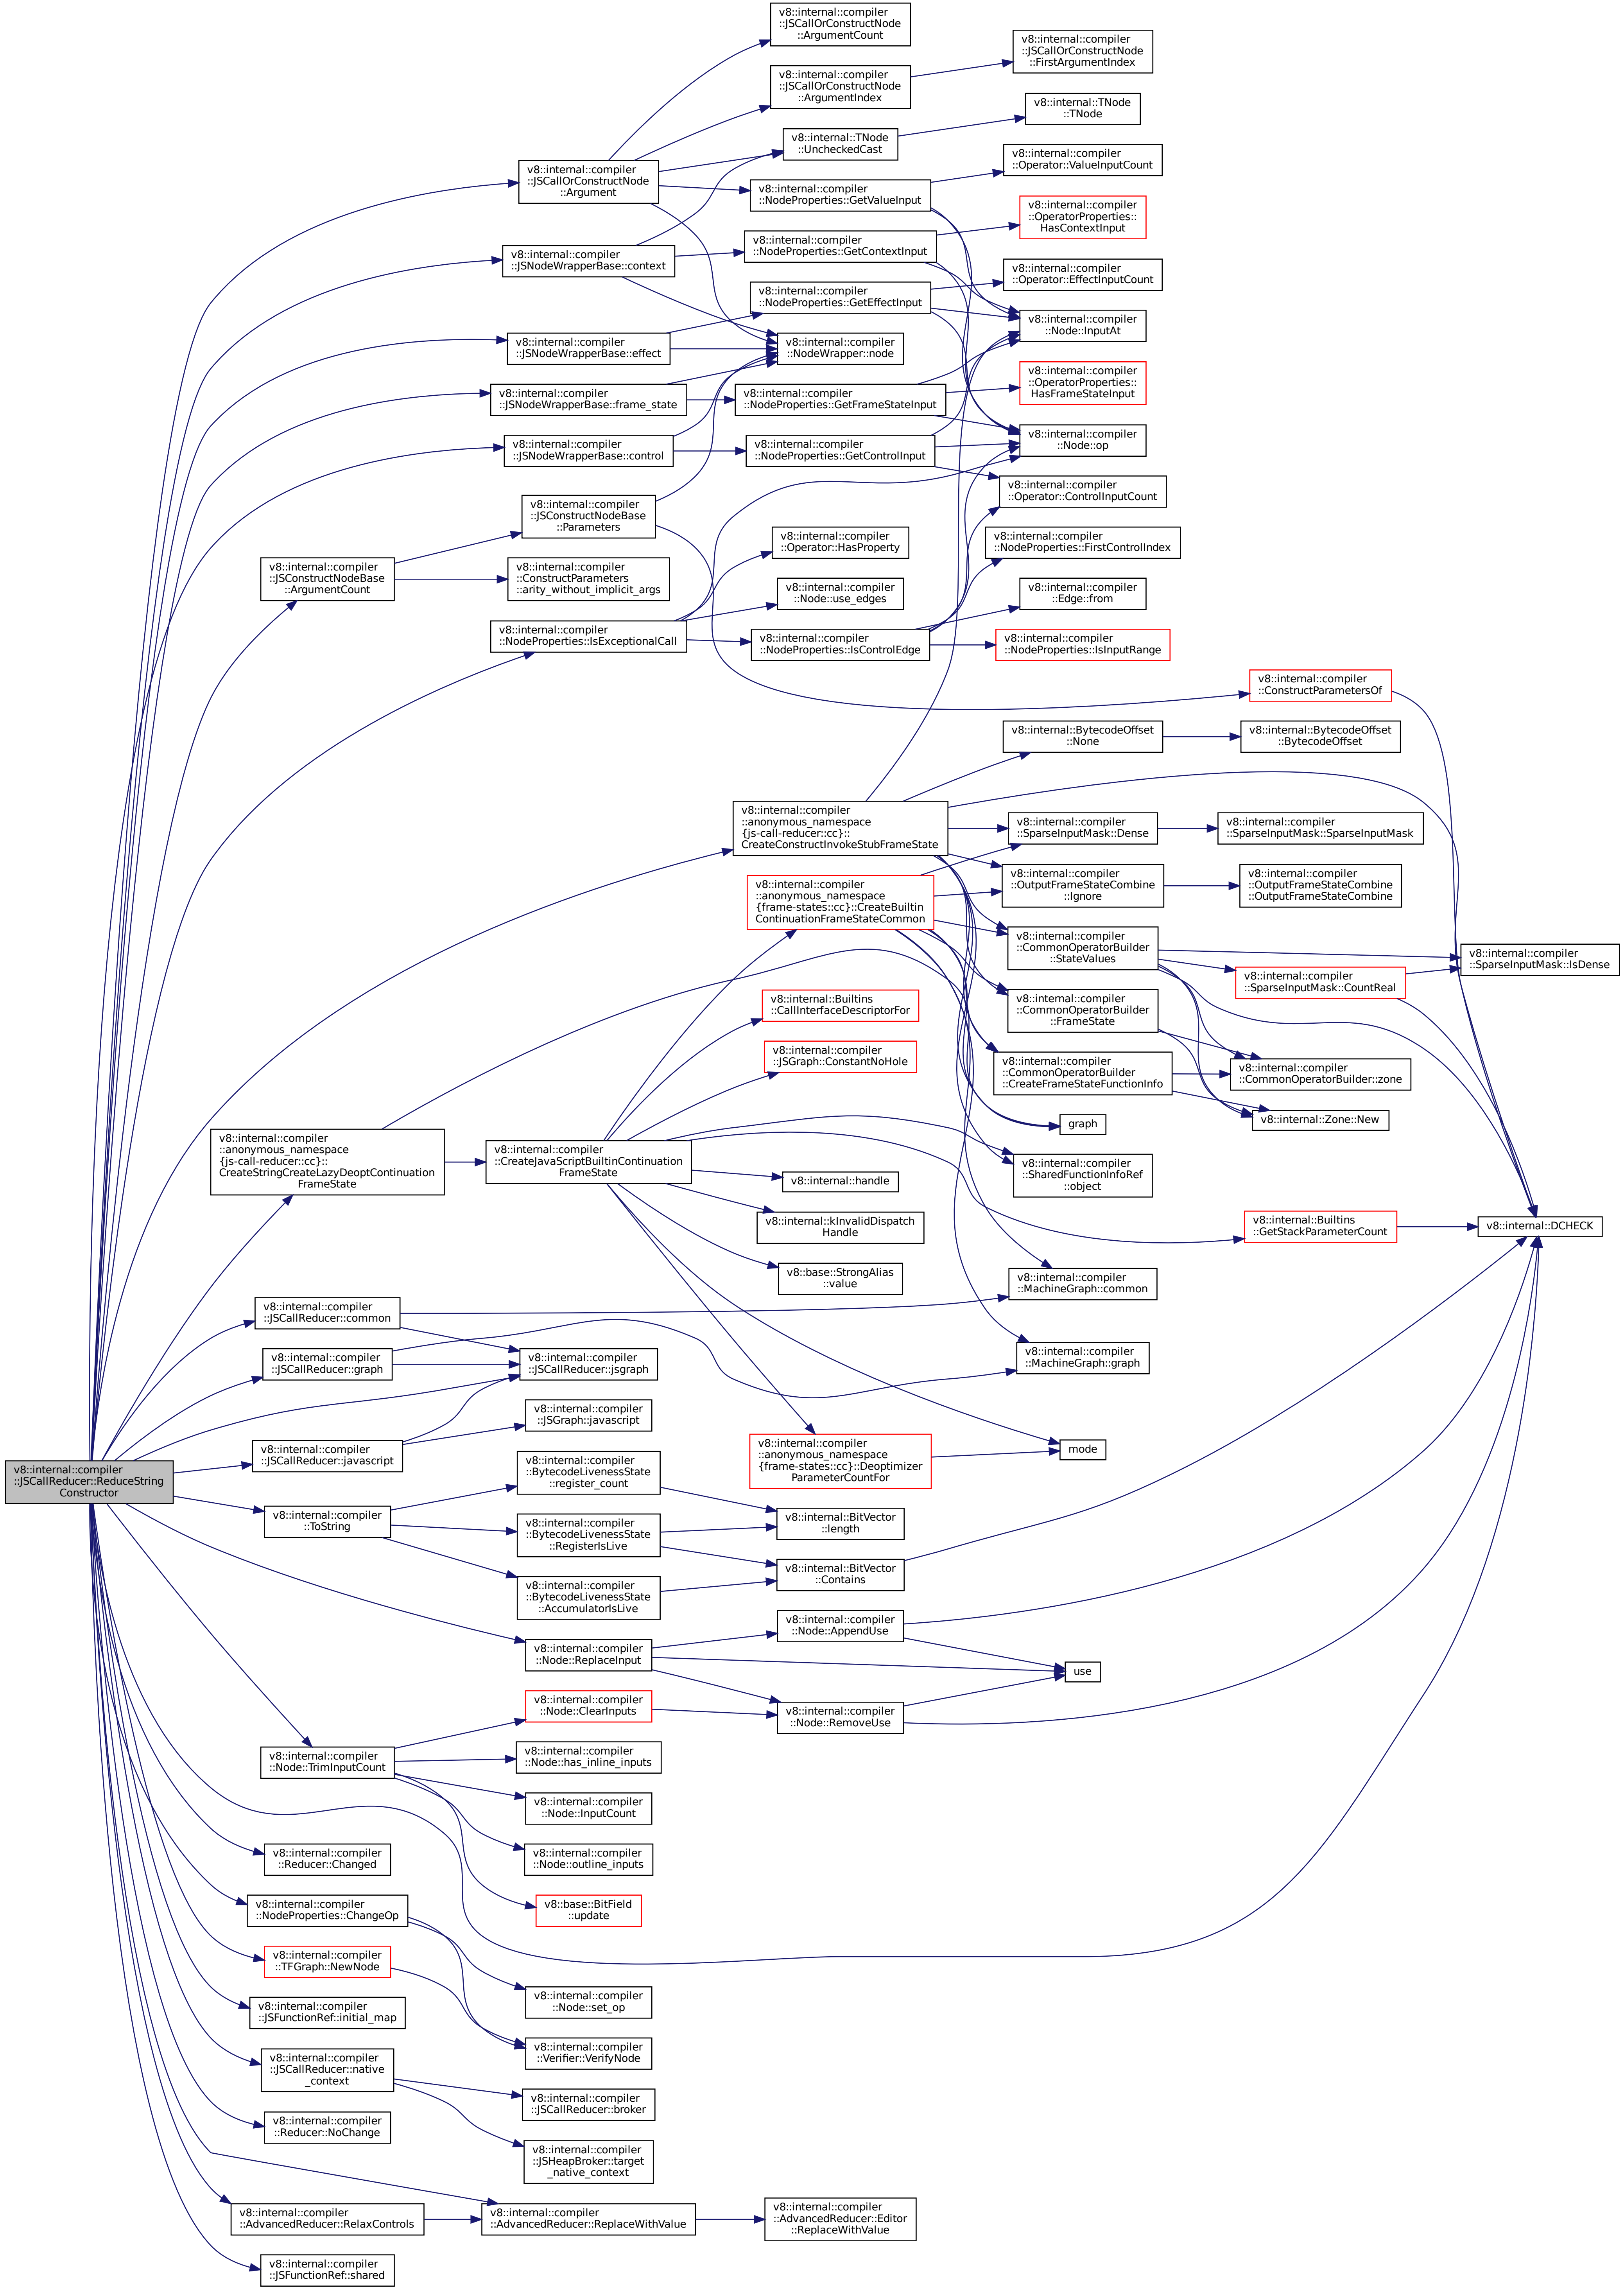 v8::internal::compiler
::JSCallReducer::ReduceString
Constructor
v8::internal::compiler
::JSCallOrConstructNode
::Argument
v8::internal::compiler
::JSCallOrConstructNode
::ArgumentCount
v8::internal::compiler
::JSCallOrConstructNode
::ArgumentIndex
v8::internal::compiler
::JSCallOrConstructNode
::FirstArgumentIndex
v8::internal::TNode
::UncheckedCast
v8::internal::TNode
::TNode
v8::internal::compiler
::NodeProperties::GetValueInput
v8::internal::compiler
::Operator::ValueInputCount
v8::internal::compiler
::JSNodeWrapperBase::context
v8::internal::compiler
::NodeProperties::GetContextInput
v8::internal::compiler
::OperatorProperties::
HasContextInput
v8::internal::compiler
::NodeProperties::GetEffectInput
v8::internal::compiler
::Operator::EffectInputCount
v8::internal::compiler
::Node::InputAt
v8::internal::compiler
::JSNodeWrapperBase::effect
v8::internal::compiler
::NodeWrapper::node
v8::internal::compiler
::JSNodeWrapperBase::frame_state
v8::internal::compiler
::NodeProperties::GetFrameStateInput
v8::internal::compiler
::OperatorProperties::
HasFrameStateInput
v8::internal::compiler
::JSNodeWrapperBase::control
v8::internal::compiler
::NodeProperties::GetControlInput
v8::internal::compiler
::Node::op
v8::internal::compiler
::Operator::ControlInputCount
v8::internal::compiler
::JSConstructNodeBase
::ArgumentCount
v8::internal::compiler
::JSConstructNodeBase
::Parameters
v8::internal::compiler
::ConstructParameters
::arity_without_implicit_args
v8::internal::compiler
::Operator::HasProperty
v8::internal::compiler
::NodeProperties::FirstControlIndex
v8::internal::compiler
::Node::use_edges
v8::internal::compiler
::Edge::from
v8::internal::compiler
::NodeProperties::IsExceptionalCall
v8::internal::compiler
::NodeProperties::IsControlEdge
v8::internal::compiler
::NodeProperties::IsInputRange
v8::internal::compiler
::ConstructParametersOf
v8::internal::BytecodeOffset
::None
v8::internal::BytecodeOffset
::BytecodeOffset
v8::internal::compiler
::anonymous_namespace
{js-call-reducer::cc}::
CreateConstructInvokeStubFrameState
v8::internal::compiler
::SparseInputMask::Dense
v8::internal::compiler
::SparseInputMask::SparseInputMask
v8::internal::compiler
::anonymous_namespace
{frame-states::cc}::CreateBuiltin
ContinuationFrameStateCommon
v8::internal::compiler
::OutputFrameStateCombine
::Ignore
v8::internal::compiler
::OutputFrameStateCombine
::OutputFrameStateCombine
v8::internal::compiler
::CommonOperatorBuilder
::StateValues
v8::internal::compiler
::SparseInputMask::IsDense
v8::internal::compiler
::SparseInputMask::CountReal
v8::internal::Builtins
::CallInterfaceDescriptorFor
v8::internal::compiler
::CommonOperatorBuilder
::FrameState
v8::internal::compiler
::JSGraph::ConstantNoHole
v8::internal::compiler
::CommonOperatorBuilder
::CreateFrameStateFunctionInfo
v8::internal::compiler
::CommonOperatorBuilder::zone
graph
v8::internal::Zone::New
v8::internal::compiler
::anonymous_namespace
{js-call-reducer::cc}::
CreateStringCreateLazyDeoptContinuation
FrameState
v8::internal::compiler
::CreateJavaScriptBuiltinContinuation
FrameState
v8::internal::handle
v8::internal::compiler
::SharedFunctionInfoRef
::object
v8::internal::kInvalidDispatch
Handle
v8::internal::Builtins
::GetStackParameterCount
v8::internal::DCHECK
v8::base::StrongAlias
::value
v8::internal::compiler
::MachineGraph::common
v8::internal::compiler
::JSCallReducer::common
v8::internal::compiler
::JSCallReducer::graph
v8::internal::compiler
::JSCallReducer::jsgraph
v8::internal::compiler
::MachineGraph::graph
v8::internal::compiler
::JSGraph::javascript
v8::internal::compiler
::JSCallReducer::javascript
v8::internal::compiler
::anonymous_namespace
{frame-states::cc}::Deoptimizer
ParameterCountFor
mode
v8::internal::compiler
::BytecodeLivenessState
::register_count
v8::internal::compiler
::ToString
v8::internal::compiler
::BytecodeLivenessState
::RegisterIsLive
v8::internal::BitVector
::length
v8::internal::compiler
::BytecodeLivenessState
::AccumulatorIsLive
v8::internal::BitVector
::Contains
v8::internal::compiler
::Node::ReplaceInput
v8::internal::compiler
::Node::AppendUse
use
v8::internal::compiler
::Node::ClearInputs
v8::internal::compiler
::Node::RemoveUse
v8::internal::compiler
::Node::TrimInputCount
v8::internal::compiler
::Node::has_inline_inputs
v8::internal::compiler
::Node::InputCount
v8::internal::compiler
::Reducer::Changed
v8::internal::compiler
::Node::outline_inputs
v8::internal::compiler
::NodeProperties::ChangeOp
v8::base::BitField
::update
v8::internal::compiler
::TFGraph::NewNode
v8::internal::compiler
::Node::set_op
v8::internal::compiler
::JSFunctionRef::initial_map
v8::internal::compiler
::Verifier::VerifyNode
v8::internal::compiler
::JSCallReducer::native
_context
v8::internal::compiler
::JSCallReducer::broker
v8::internal::compiler
::Reducer::NoChange
v8::internal::compiler
::JSHeapBroker::target
_native_context
v8::internal::compiler
::AdvancedReducer::RelaxControls
v8::internal::compiler
::AdvancedReducer::ReplaceWithValue
v8::internal::compiler
::AdvancedReducer::Editor
::ReplaceWithValue
v8::internal::compiler
::JSFunctionRef::shared